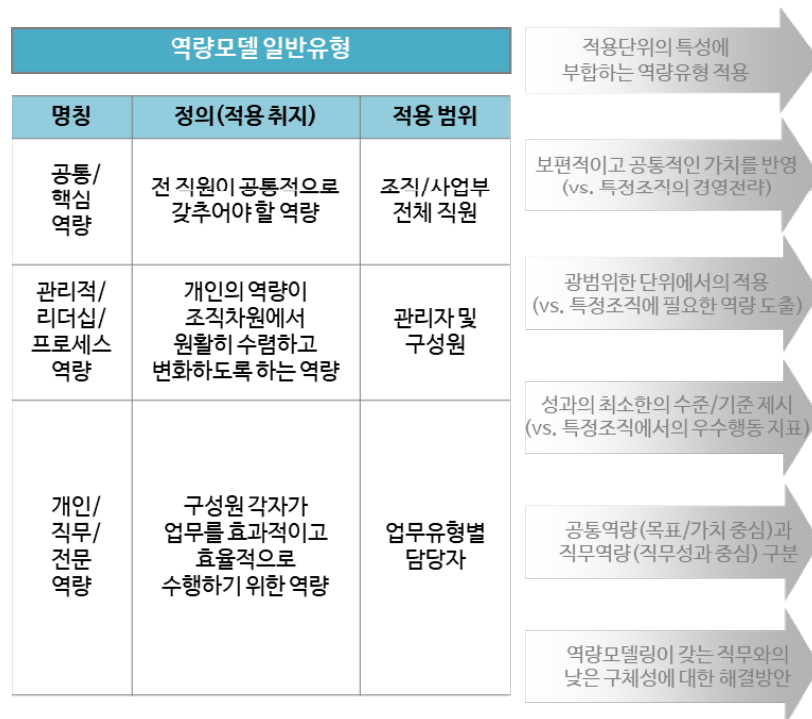 역량모델 일반유형
명칭
정의(적용 취지)
적용 범위
공통/
핵심
역량
전 직원이 공통적으로
갖추어야 할 역량
조직/사업부
전체 직원
관리적/
리더십/
프로세스
역량
개인의 역량이
조직차원에서
원활히 수렴하고
변화하도록 하는 역량
관리자 및
구성원
개인/
직무/
전문
역량
구성원 각자가
업무를 효과적이고
효율적으로
수행하기 위한 역량
업무유형별
담당자
적용단위의 특성에
부합하는 역량유형 적용
보편적이고 공통적인 가치를 반영
(vs. 특정조직의 경영전략)
광범위한 단위에서의 적용
(vs. 특정조직에 필요한 역량 도출)
성과의 최소한의 수준/기준 제시
(vs. 특정조직에서의 우수행동 지표)
공통역량(목표/가치 중심)과
직무역량(직무성과 중심) 구분
역량모델링이 갖는 직무와의
낮은 구체성에 대한 해결방안